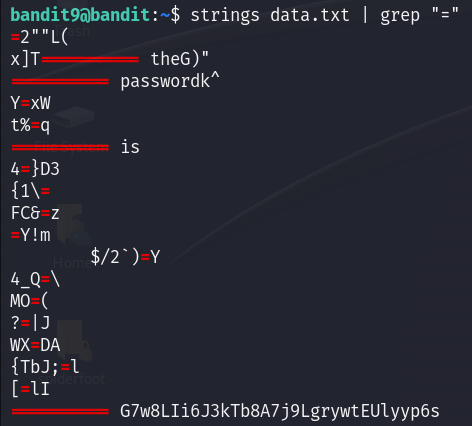 bandit9@bandit:~$ strings data.txt | grep "="
=2""L(
x]T========== theG)"
========== passwordk^
Y=xW
t%=q
========== is
4=}D3
{1\=
FC&=z
=Y!m
$/2`)=Y
4_Q=\
MO=(
?=|J
WX=DA
{TbJ;=l
[=lI
========== G7w8LIi6J3kTb8A7j9LgrywtEUlyyp6s